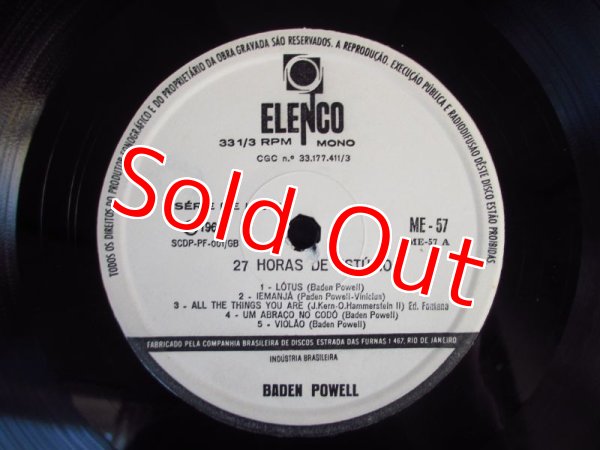 TODOS OS DIREITOS DO PRODUTOR FONOGRÁFICO E DO PROPRIETÁRIO DA OBRA GRAVADA SÃO RESERVADOS. A REPRODUÇÃO, EXECUÇÃO PÚBLICA E RADIODIFUSÃO DÊSTE DISCO ESTÃO PROIBIDAS
ELENCO
33 1/3 RPM MONO
CGC n.º 33.177.411/3
SÉRIE DE
Sold Out
ME - 57
SCDP-PF-001/GB
ME-57 A
27 HORAS DE ESTÚDIO
1 - LÓTUS (Baden Powell)
2 - IEMANJÁ (Baden Powell-Vinicius)
3 - ALL THE THINGS YOU ARE (J.Kern-O.Hammerstein II) Ed. Fontana
4 - UM ABRAÇO NO CODÓ (Baden Powell)
5 - VIOLÃO (Baden Powell)
FABRICADO PELA COMPANHIA BRASILEIRA DE DISCOS ESTRADA DAS FURNAS 1 467, RIO DE JANEIRO
INDÚSTRIA BRASILEIRA
BADEN POWELL